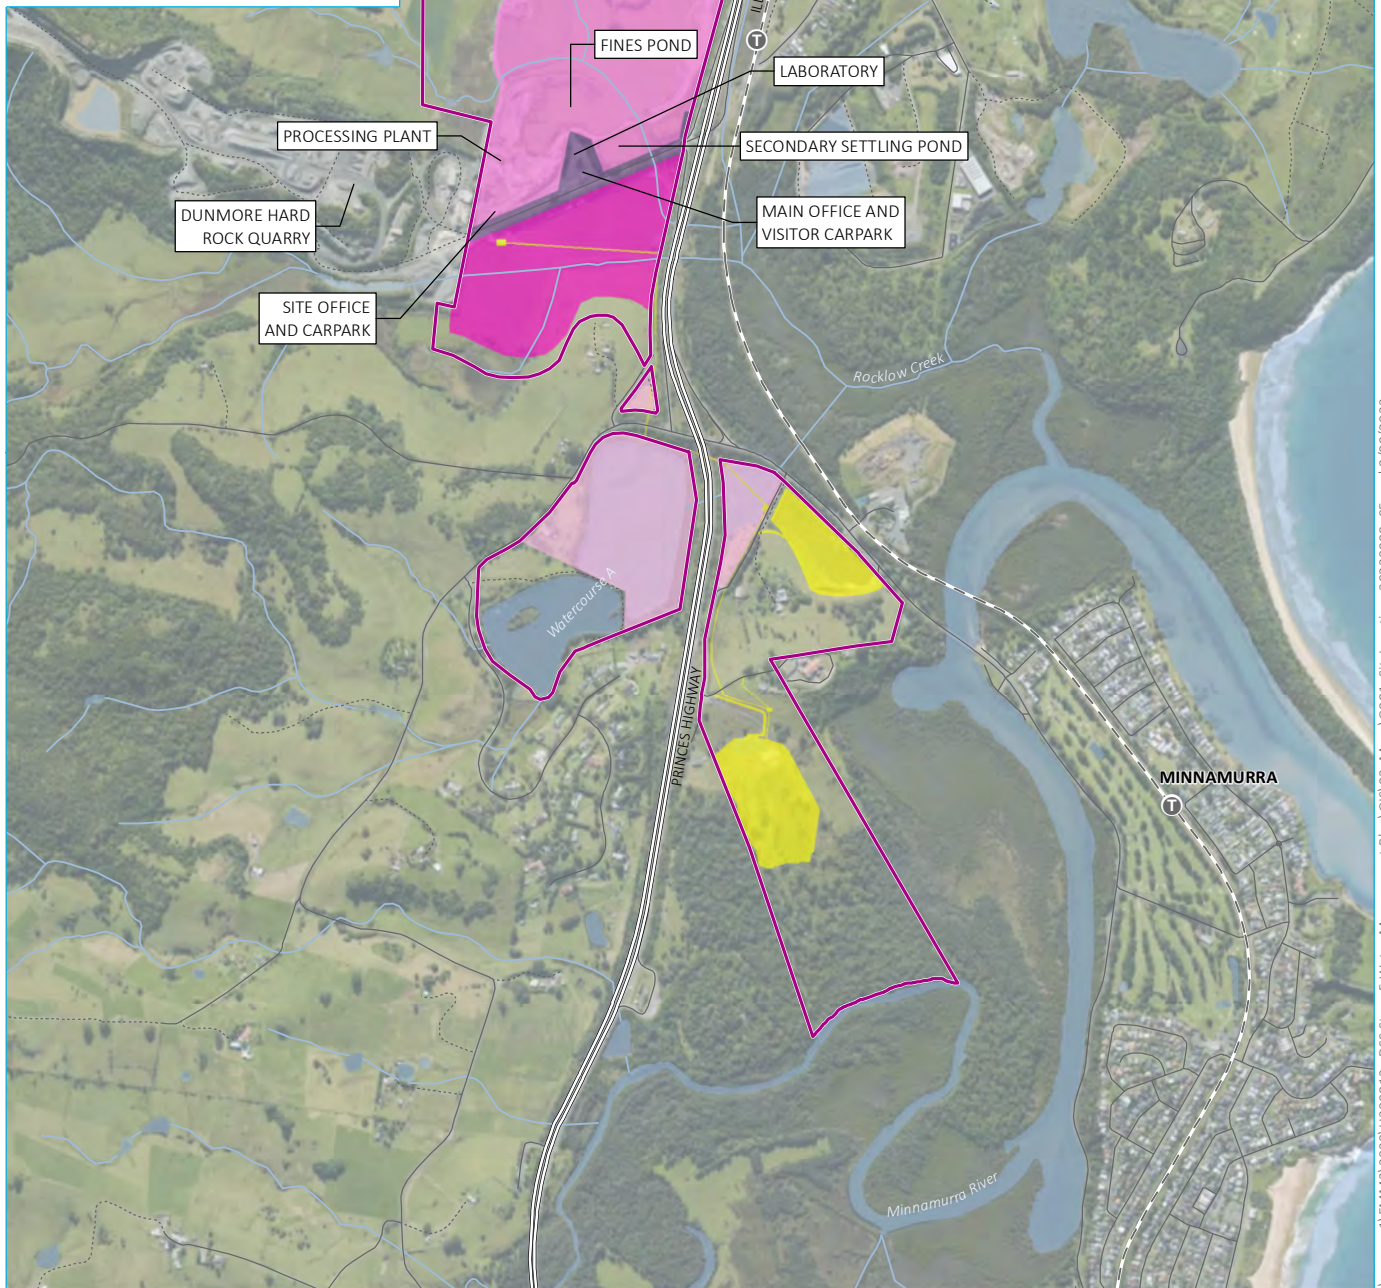 FINES POND
LABORATORY
PROCESSING PLANT
SECONDARY SETTLING POND
DUNMORE HARD
ROCK QUARRY
MAIN OFFICE AND
VISITOR CARPARK
SITE OFFICE
AND CARPARK
Rocklow Creek
Watercourse A
PRINCES HIGHWAY
MINNAMURRA
T
T
Minnamurra River